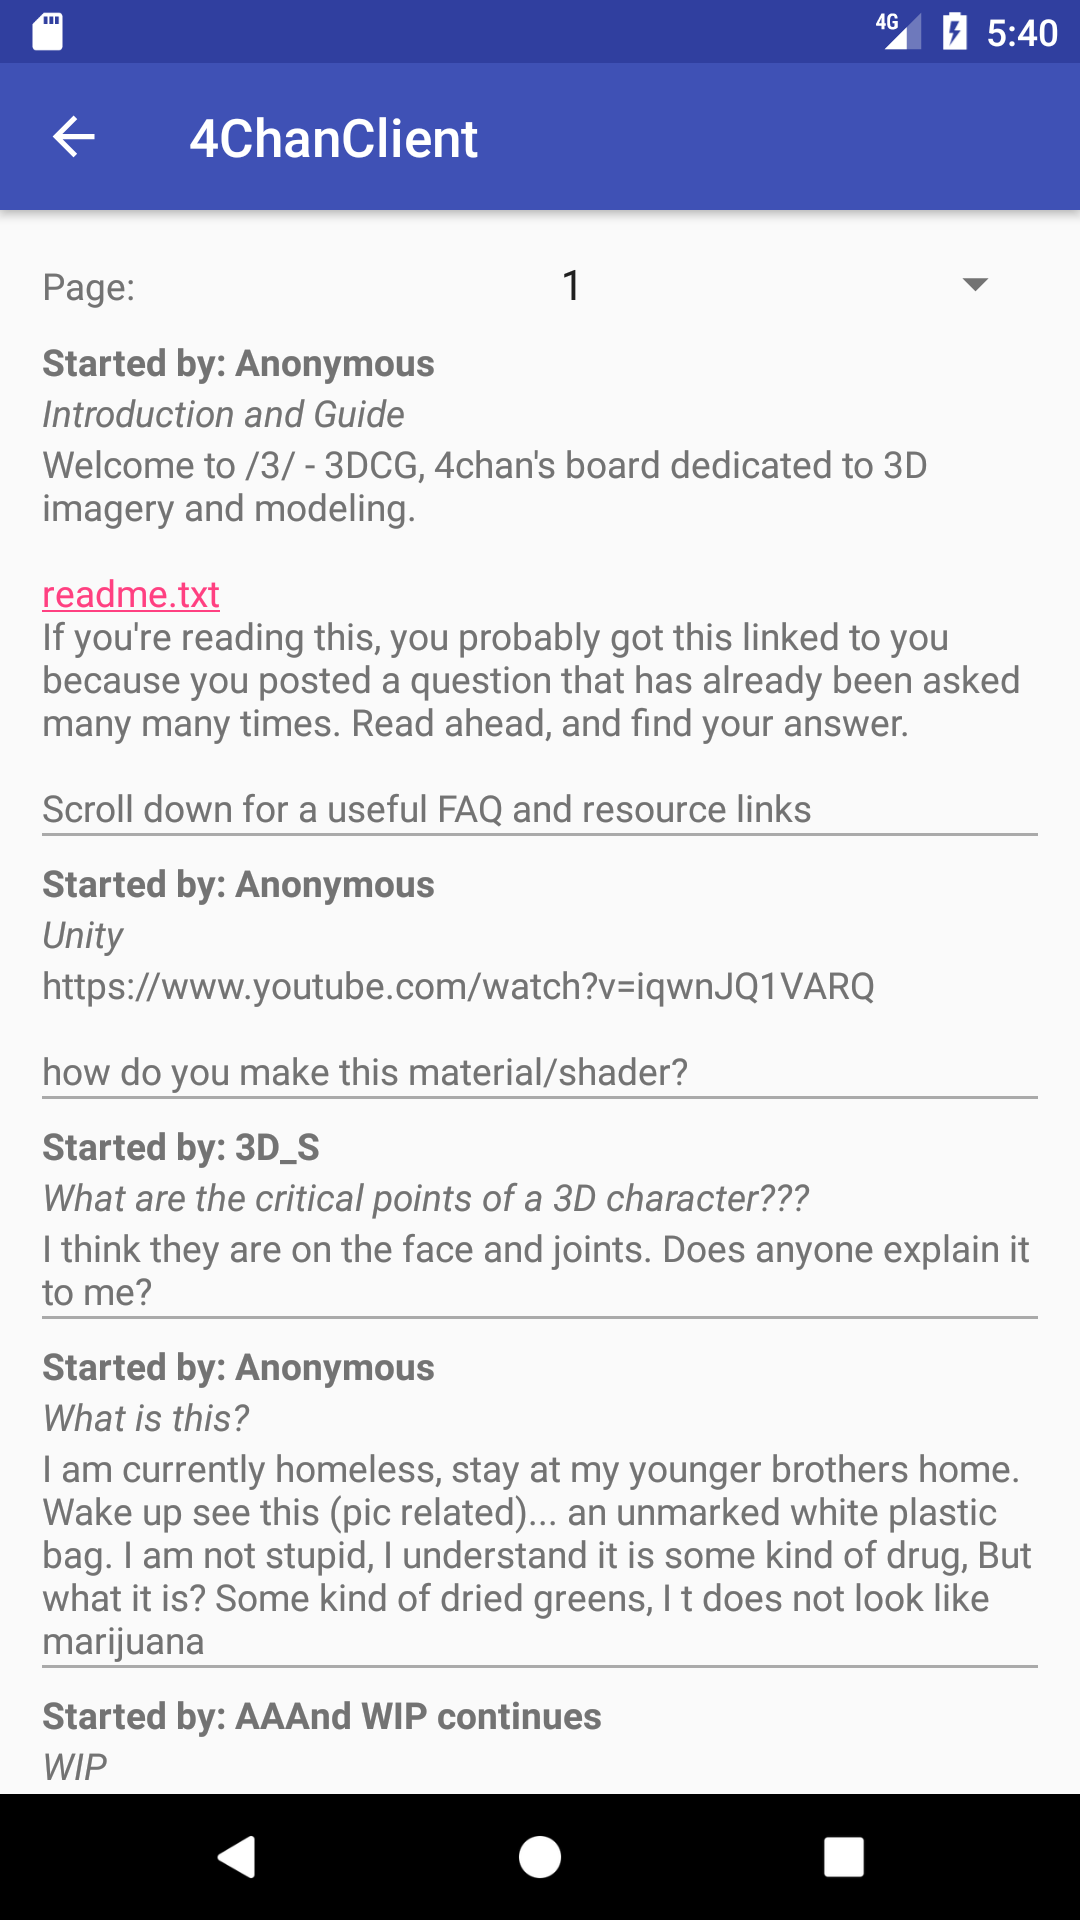 4G 5:40
4ChanClient
Page: 1
Started by: Anonymous
Introduction and Guide
Welcome to /3/ - 3DCG, 4chan's board dedicated to 3D
imagery and modeling.
readme.txt
If you're reading this, you probably got this linked to you
because you posted a question that has already been asked
many many times. Read ahead, and find your answer.
Scroll down for a useful FAQ and resource links
Started by: Anonymous
Unity
https://www.youtube.com/watch?v=iqwnJQ1VARQ
how do you make this material/shader?
Started by: 3D_S
What are the critical points of a 3D character???
I think they are on the face and joints. Does anyone explain it
to me?
Started by: Anonymous
What is this?
I am currently homeless, stay at my younger brothers home.
Wake up see this (pic related)... an unmarked white plastic
bag. I am not stupid, I understand it is some kind of drug, But
what it is? Some kind of dried greens, I t does not look like
marijuana
Started by: AAAnd WIP continues
WIP